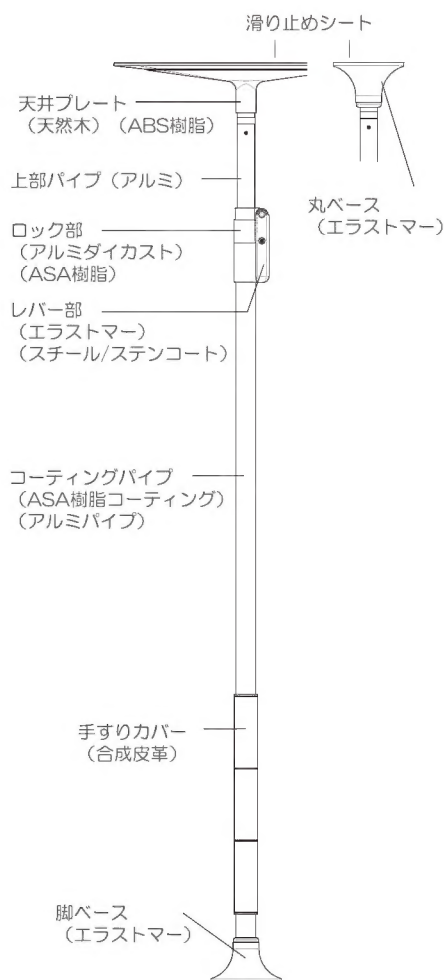 滑り止めシート
天井プレート
（天然木）（ABS樹脂）
上部パイプ（アルミ）
丸ベース
（エラストマー）
ロック部
（アルミダイカスト）
（ASA樹脂）
レバー部
（エラストマー）
（スチール/ステンコート）
コーティングパイプ
（ASA樹脂コーティング）
（アルミパイプ）
手すりカバー
（合成皮革）
脚ベース
（エラストマー）